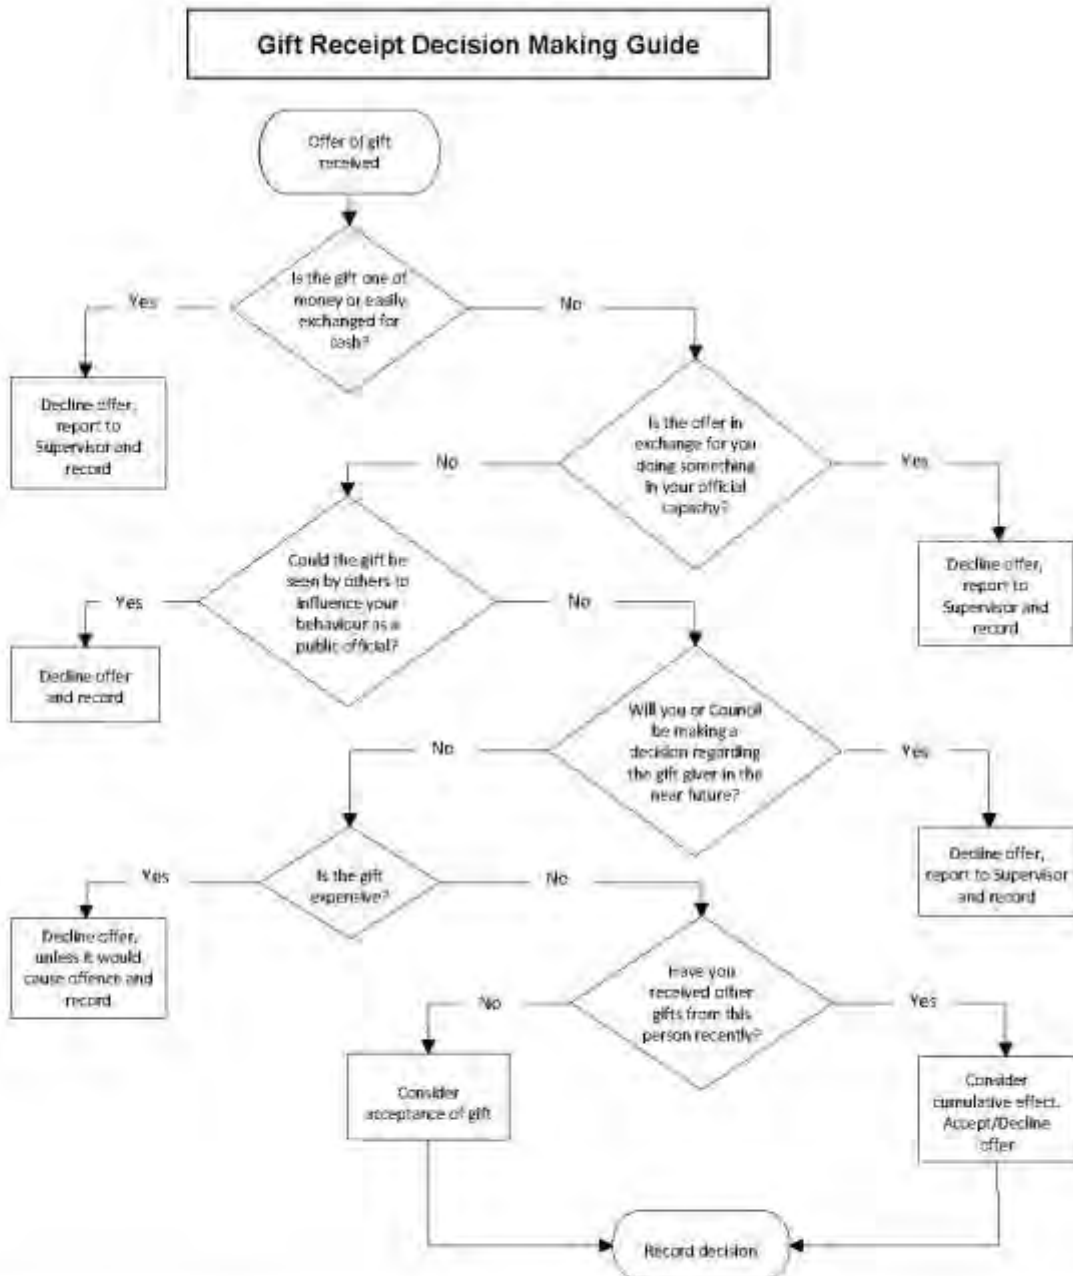 Gift Receipt Decision Making Guide
Offer of gift
received
Is the gift one of
money or easily
exchanged for
cash?
Yes
No
Decline offer,
report to
Supervisor and
record
Is the offer in
exchange for you
doing something
in your official
capacity?
No
Yes
Could the gift be
seen by others to
influence your
behaviour as a
public official?
Decline offer,
report to
Supervisor and
record
Yes
No
Decline offer
and record
Will you or Council
be making a
decision regarding
the gift giver in the
near future?
No
Yes
Is the gift
expensive?
Decline offer,
report to Supervisor
and record
Yes
No
Decline offer,
unless it would
cause offence and
record
Have you
received other
gifts from this
person recently?
No
Yes
Consider
acceptance of gift
Consider
cumulative effect.
Accept/Decline
offer
Record decision